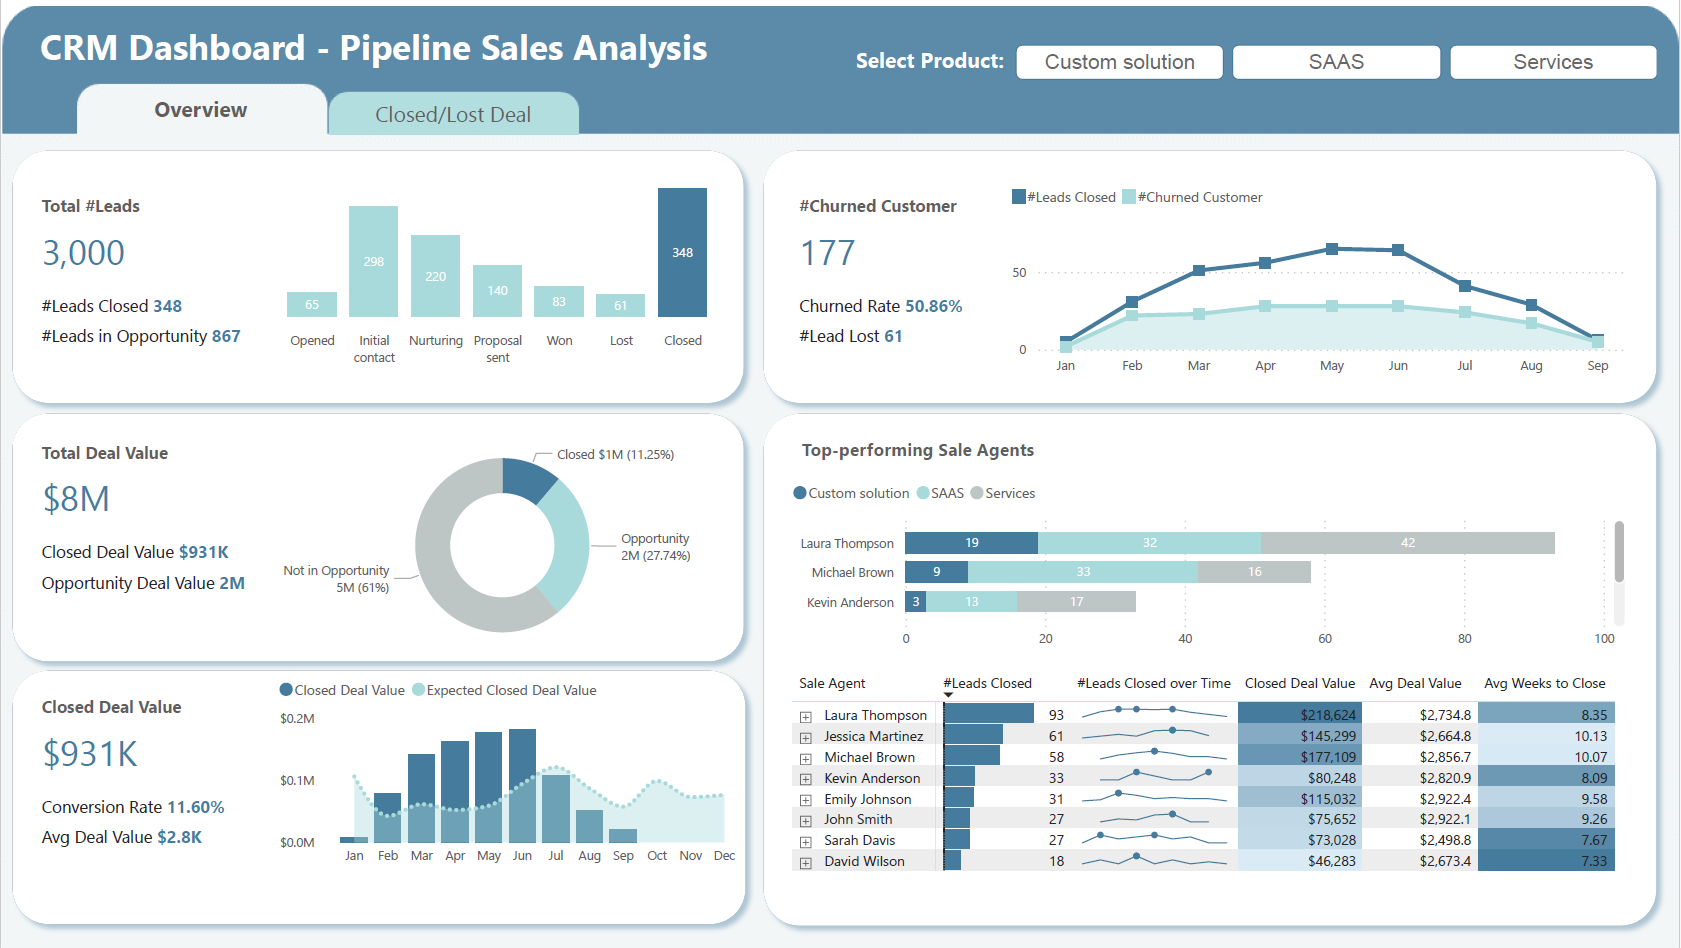 CRM Dashboard - Pipeline Sales Analysis
Select Product:
Custom solution
SAAS
Services
Overview
Closed/Lost Deal
Total #Leads
3,000
#Leads Closed 348
#Leads in Opportunity 867
65
298
220
140
83
61
348
Opened
Initial
contact
Nurturing
Proposal
sent
Won
Lost
Closed
#Churned Customer
177
Churned Rate 50.86%
#Lead Lost 61
#Leads Closed
#Churned Customer
50
0
Jan Feb Mar Apr May Jun Jul Aug Sep
Total Deal Value
$8M
Closed Deal Value $931K
Opportunity Deal Value 2M
Closed $1M (11.25%)
Opportunity
2M (27.74%)
Not in Opportunity
5M (61%)
Closed Deal Value
$931K
Conversion Rate 11.60%
Avg Deal Value $2.8K
Closed Deal Value
Expected Closed Deal Value
$0.2M
$0.1M
$0.0M
Jan Feb Mar Apr May Jun Jul Aug Sep Oct Nov Dec
Top-performing Sale Agents
Custom solution
SAAS
Services
Laura Thompson 19 32 42
Michael Brown 9 33 16
Kevin Anderson 3 13 17
0 20 40 60 80 100
Sale Agent #Leads Closed #Leads Closed over Time Closed Deal Value Avg Deal Value Avg Weeks to Close
Laura Thompson 93 $218,624 $2,734.8 8.35
Jessica Martinez 61 $145,299 $2,664.8 10.13
Michael Brown 58 $177,109 $2,856.7 10.07
Kevin Anderson 33 $80,248 $2,820.9 8.09
Emily Johnson 31 $115,032 $2,922.4 9.58
John Smith 27 $75,652 $2,922.1 9.26
Sarah Davis 27 $73,028 $2,498.8 7.67
David Wilson 18 $46,283 $2,673.4 7.33